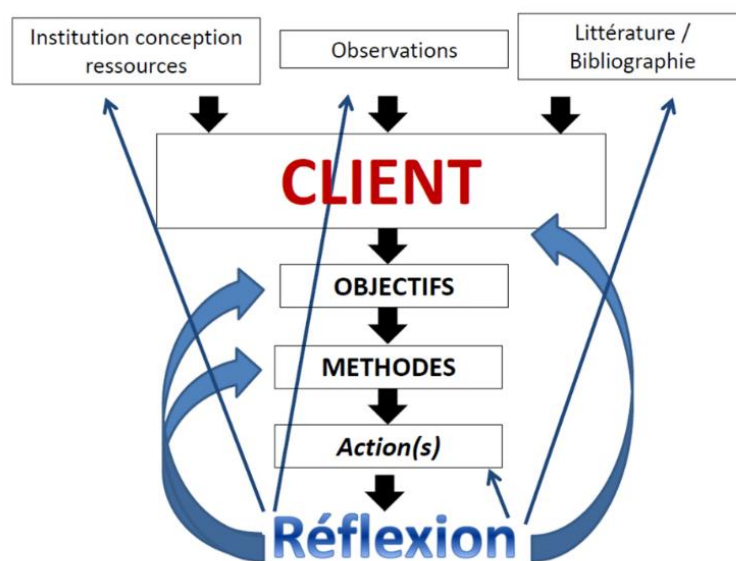 Institution conception
ressources
Observations
Littérature /
Bibliographie
CLIENT
OBJECTIFS
METHODES
Action(s)
Réflexion